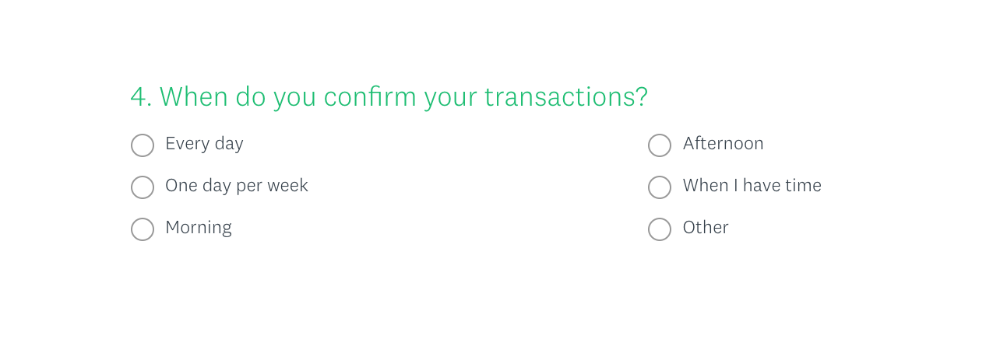 4. When do you confirm your transactions?
Every day
One day per week
Morning
Afternoon
When I have time
Other